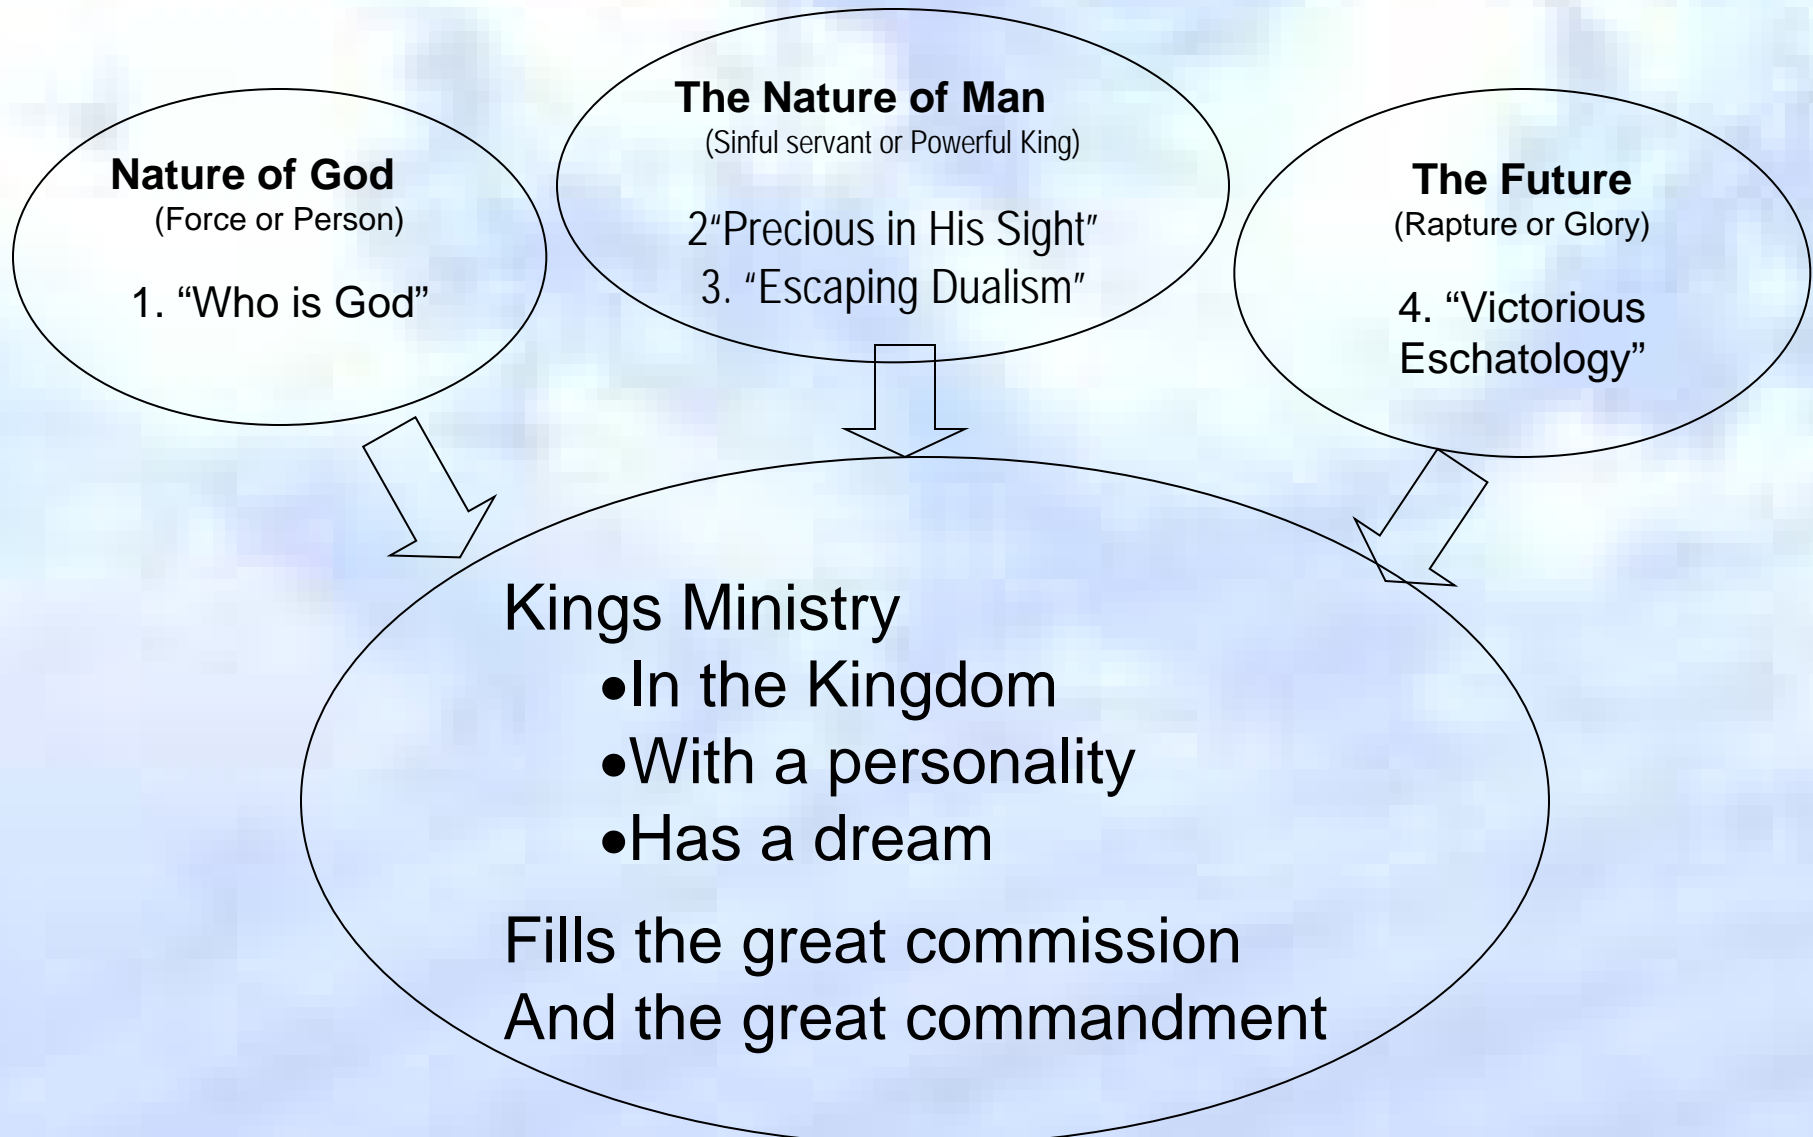 Nature of God
(Force or Person)
1. “Who is God”
The Nature of Man
(Sinful servant or Powerful King)
2“Precious in His Sight”
3. “Escaping Dualism”
The Future
(Rapture or Glory)
4. “Victorious
Eschatology”
Kings Ministry
•In the Kingdom
•With a personality
•Has a dream
Fills the great commission
And the great commandment